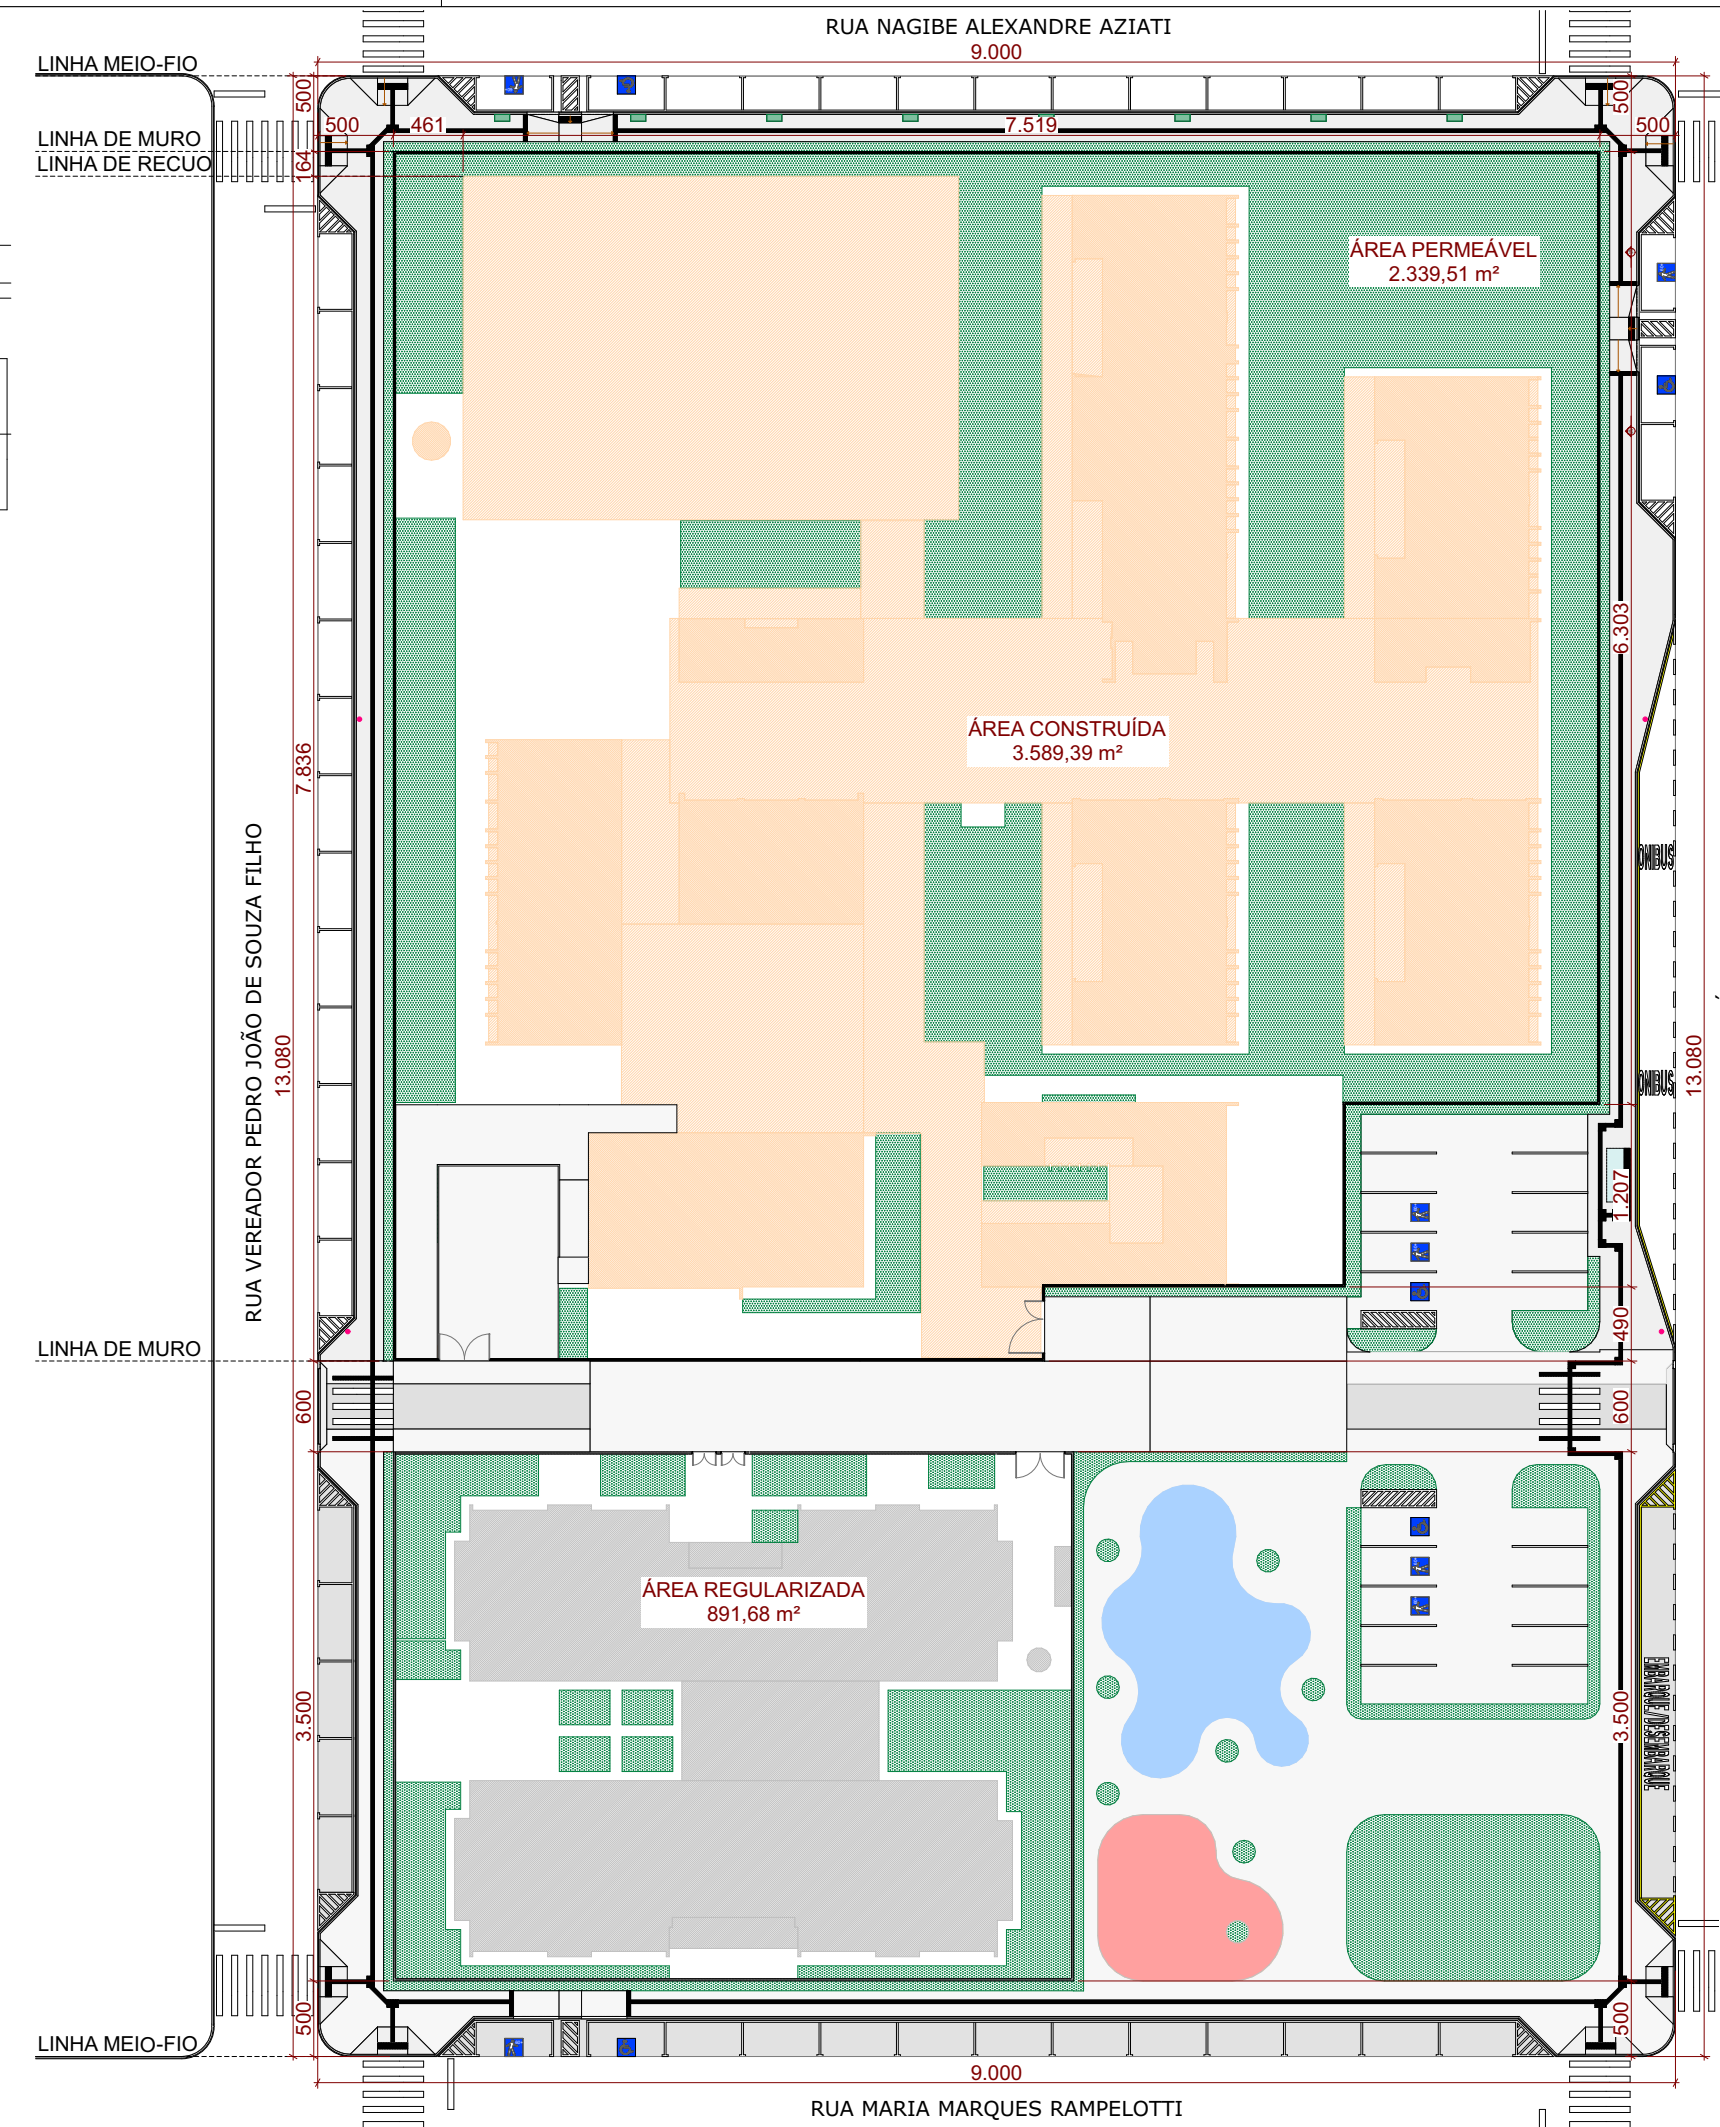 RUA NAGIBE ALEXANDRE AZIATI
9.000
LINHA MEIO-FIO
500
500
500
461
7.519
500
LINHA DE MURO
LINHA DE RECUO
164
ÁREA PERMEÁVEL
2.339,51 m²
6.303
ÁREA CONSTRUÍDA
3.589,39 m²
7.836
RUA VEREADOR PEDRO JOÃO DE SOUZA FILHO
13.080
ONIBUS
ONIBUS
13.080
1.207
490
LINHA DE MURO
600
600
ÁREA REGULARIZADA
891,68 m²
3.500
3.500
EMBARQUE/DESEMBARQUE
500
500
LINHA MEIO-FIO
9.000
RUA MARIA MARQUES RAMPELOTTI